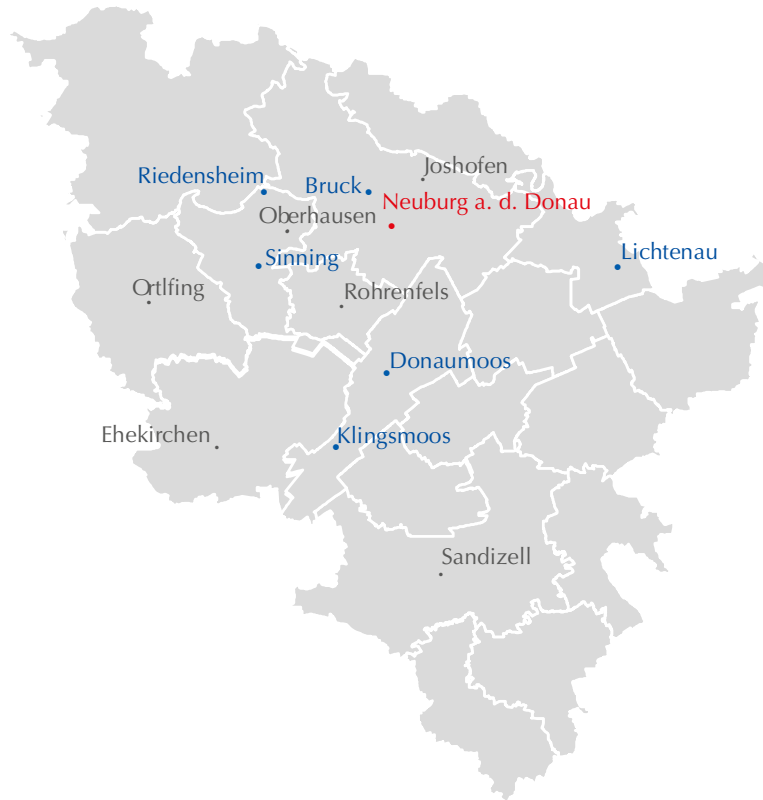 Joshofen
Riedensheim
Bruck
Neuburg a. d. Donau
Oberhausen
Lichtenau
Sinning
Ortlfing
Rohrenfels
Donaumoos
Ehekirchen
Klingsmoos
Sandizell